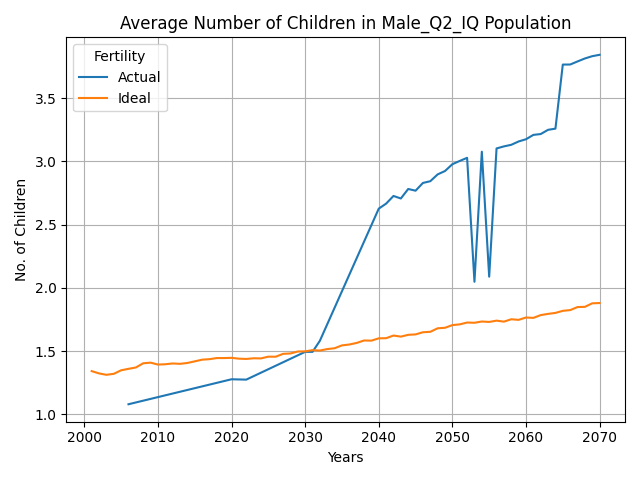 Average Number of Children in Male_Q2_IQ Population
Fertility
Actual
Ideal
3.5
3.0
2.5
2.0
1.5
1.0
No. of Children
2000 2010 2020 2030 2040 2050 2060 2070
Years